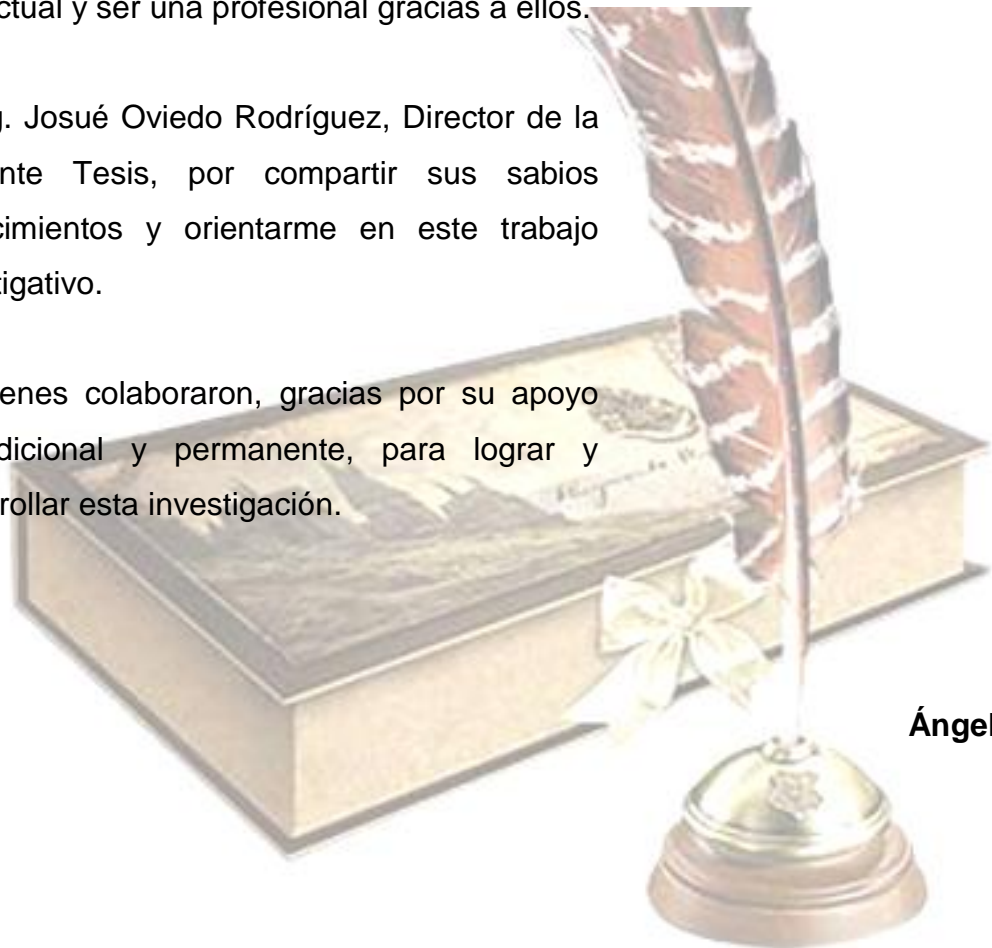 ctual y ser una profesional gracias a ellos.
g. Josué Oviedo Rodríguez, Director de la
nte Tesis, por compartir sus sabios
cimientos y orientarme en este trabajo
tigativo.
enes colaboraron, gracias por su apoyo
dicional y permanente, para lograr y
rollar esta investigación.
Ángel